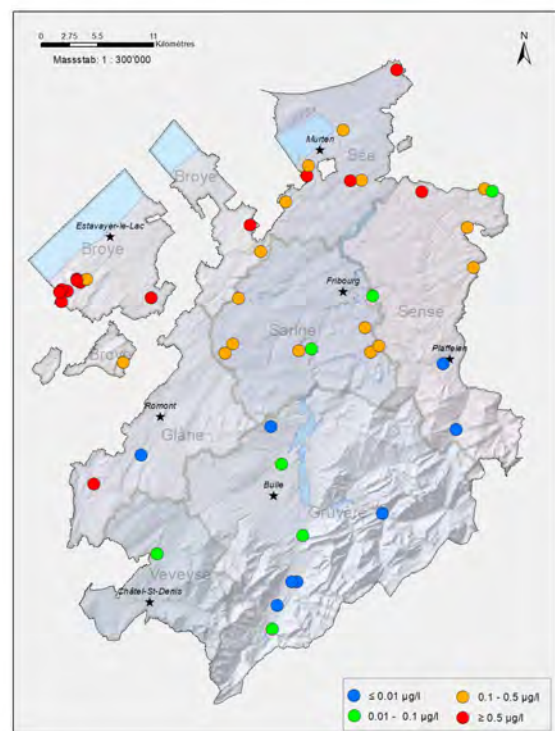 0 2.75 5.5 11
Kilomètres
Massstab: 1 : 300'000
N
Murten
See
Broye
Estavayer-le-Lac
Broye
Fribourg
Sense
Sarine
Plaffeien
Broye
Romont
Glâne
Bulle
Gruyère
Veveyse
Châtel-St-Denis
≤ 0.01 µg/l
0.1 - 0.5 µg/l
0.01 - 0.1 µg/l
≥ 0.5 µg/l